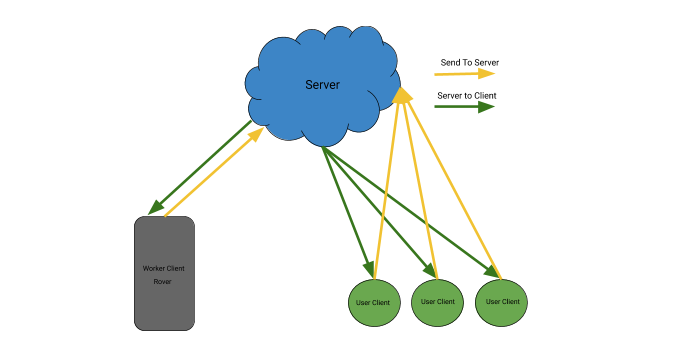 Server
Send To Server
Server to Client
Worker Client
Rover
User Client
User Client
User Client